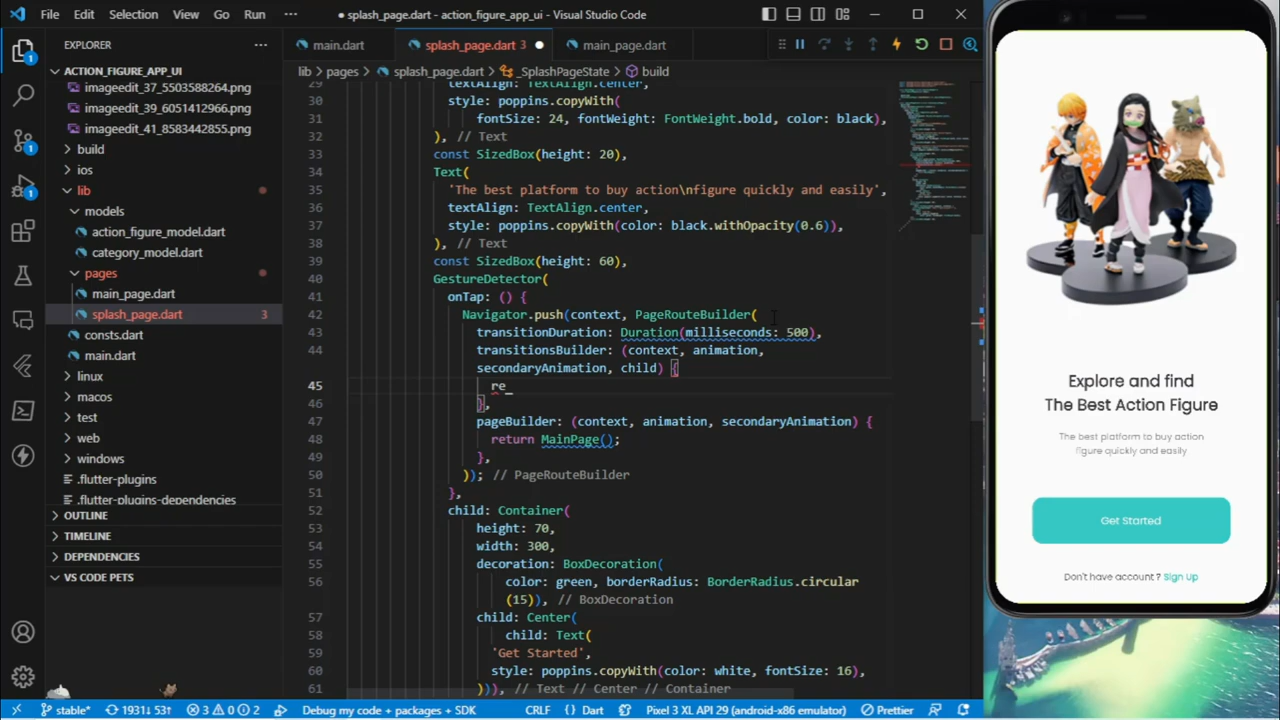 File Edit Selection View Go Run ··· ● splash_page.dart - action_figure_app_ui - Visual Studio Code
EXPLORER ···
main.dart
splash_page.dart 3 ●
main_page.dart
ACTION_FIGURE_APP_UI
lib > pages > splash_page.dart > _SplashPageState > build
imageedit_37_5503588264.png
imageedit_39_6051412966.png
imageedit_41_8583442855.png
build
ios
lib
models
action_figure_model.dart
category_model.dart
pages
main_page.dart
splash_page.dart 3
consts.dart
main.dart
linux
macos
test
web
windows
.flutter-plugins
.flutter-plugins-dependencies
OUTLINE
TIMELINE
DEPENDENCIES
VS CODE PETS
29 textAlign: TextAlign.center,
30 style: poppins.copyWith(
31 fontSize: 24, fontWeight: FontWeight.bold, color: black),
32 ), // Text
33 const SizedBox(height: 20),
34 Text(
35 'The best platform to buy action\nfigure quickly and easily',
36 textAlign: TextAlign.center,
37 style: poppins.copyWith(color: black.withOpacity(0.6)),
38 ), // Text
39 const SizedBox(height: 60),
40 GestureDetector(
41 onTap: () {
42 Navigator.push(context, PageRouteBuilder(
43 transitionDuration: Duration(milliseconds: 500),
44 transitionsBuilder: (context, animation,
secondaryAnimation, child) {
45 re_
46 },
47 pageBuilder: (context, animation, secondaryAnimation) {
48 return MainPage();
49 },
50 )); // PageRouteBuilder
51 },
52 child: Container(
53 height: 70,
54 width: 300,
55 decoration: BoxDecoration(
56 color: green, borderRadius: BorderRadius.circular
(15)), // BoxDecoration
57 child: Center(
58 child: Text(
59 'Get Started',
60 style: poppins.copyWith(color: white, fontSize: 16),
61 ))), // Text // Center // Container
Explore and find
The Best Action Figure
The best platform to buy action
figure quickly and easily
Get Started
Don't have account ? Sign Up
1
1
1
stable* 1931↓ 53↑ 3 0 2 Debug my code + packages + SDK CRLF {} Dart Pixel 3 XL API 29 (android-x86 emulator) Prettier